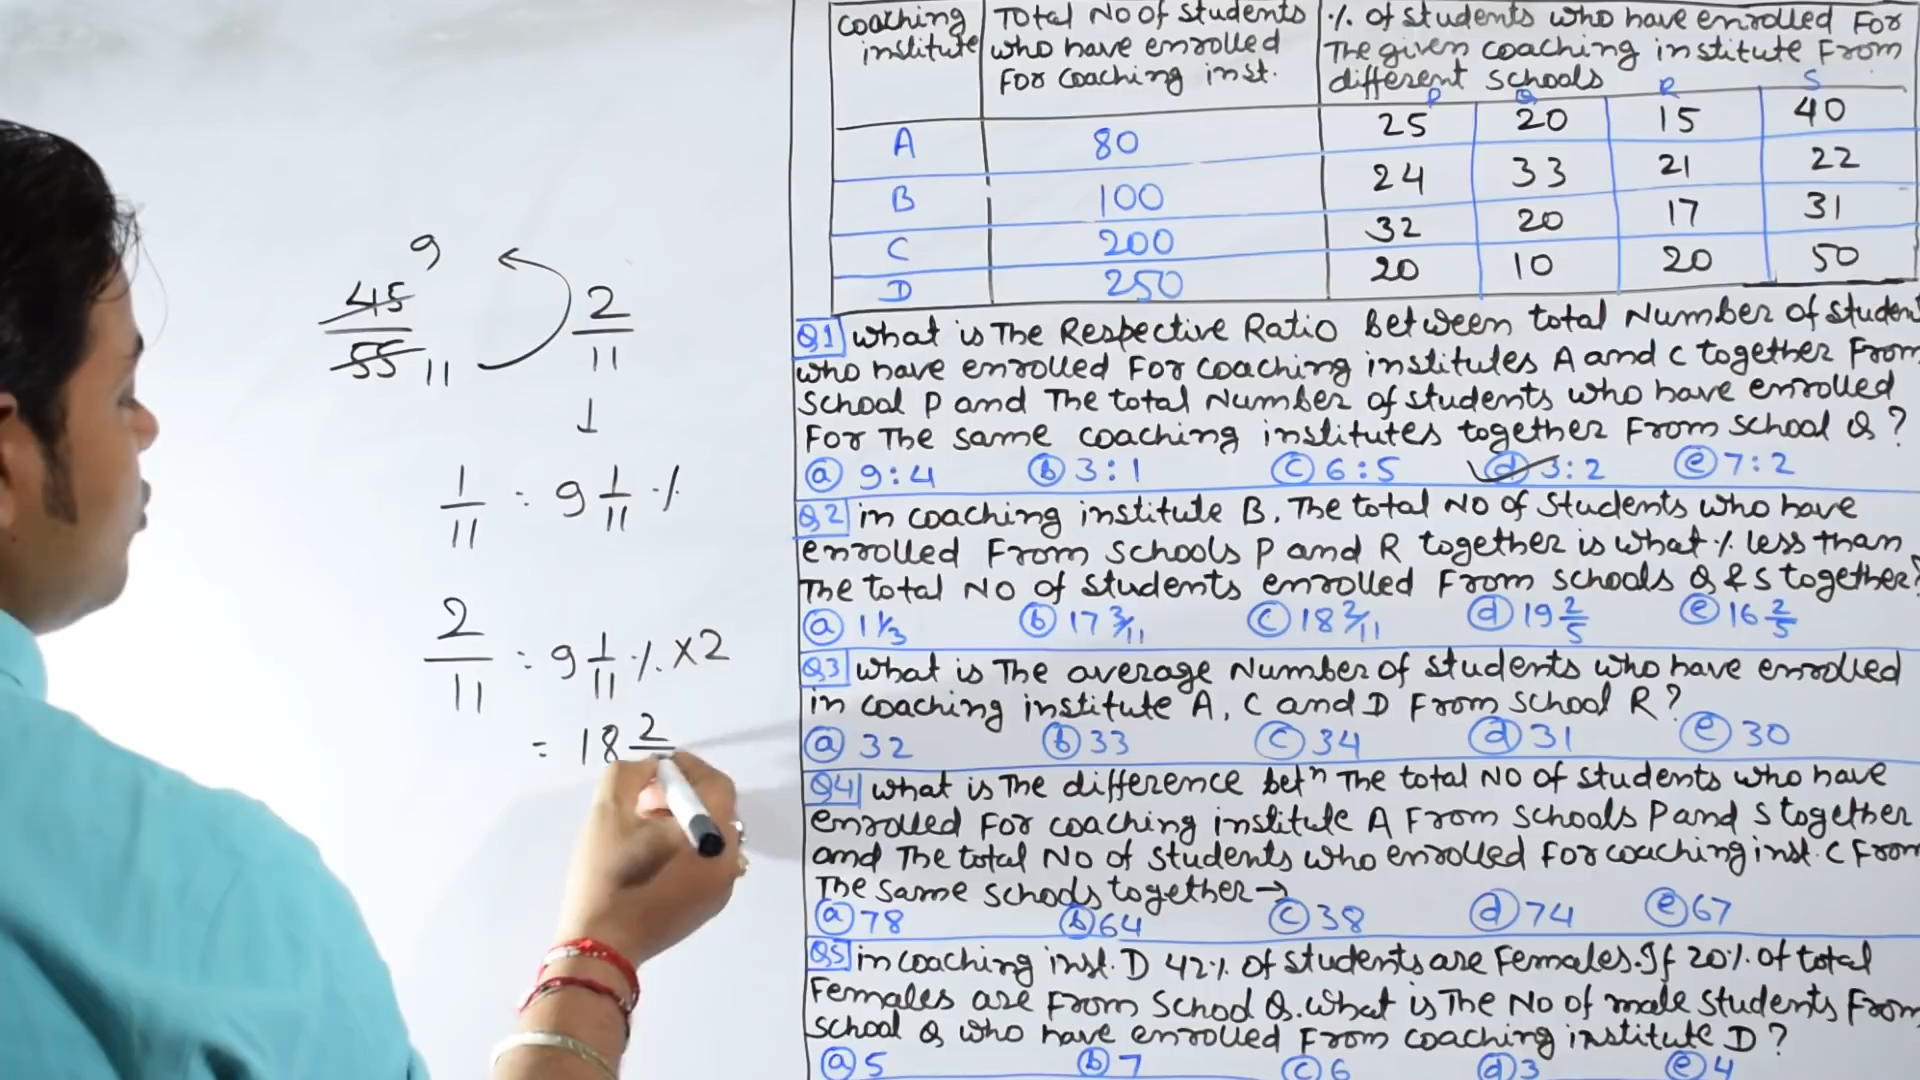 9
45
55 11
2
11
1
11 : 9 1/11 %
2
11 : 9 1/11 % ×2
= 18 2
Coaching institute
Total No of Students who have enrolled For Coaching inst.
% of Students who have enrolled For The given coaching institute From different Schools
P Q R S
A 80 25 20 15 40
B 100 24 33 21 22
C 200 32 20 17 31
D 250 20 10 20 50
Q1 What is The Respective Ratio Between total Number of Student
who have enrolled For coaching institutes A and C together From
School P and The total Number of Students who have enrolled
For The Same coaching institutes together From School Q ?
(a) 9:4 (b) 3:1 (c) 6:5 (d) 3:2 (e) 7:2
Q2 in coaching institute B, The total No of Students who have
enrolled From Schools P and R together is what % less than
The total No of Students enrolled From Schools Q & S together?
(a) 1 1/3 (b) 17 3/11 (c) 18 2/11 (d) 19 2/5 (e) 16 2/5
Q3 What is The average Number of Students who have enrolled
in coaching institute A, C and D From School R ?
(a) 32 (b) 33 (c) 34 (d) 31 (e) 30
Q4 What is The difference betⁿ The total No of Students who have
enrolled For coaching institute A From Schools P and S together
and The total No of Students who enrolled For coaching inst. C From
The Same Schools together →
(a) 78 (b) 64 (c) 38 (d) 74 (e) 67
Q5 in coaching inst. D 42% of Students are Females. If 20% of total
Females are From School Q. What is The No of male Students From
School Q who have enrolled From coaching institute D ?
(a) 5 (b) 7 (c) 6 (d) 3 (e) 4